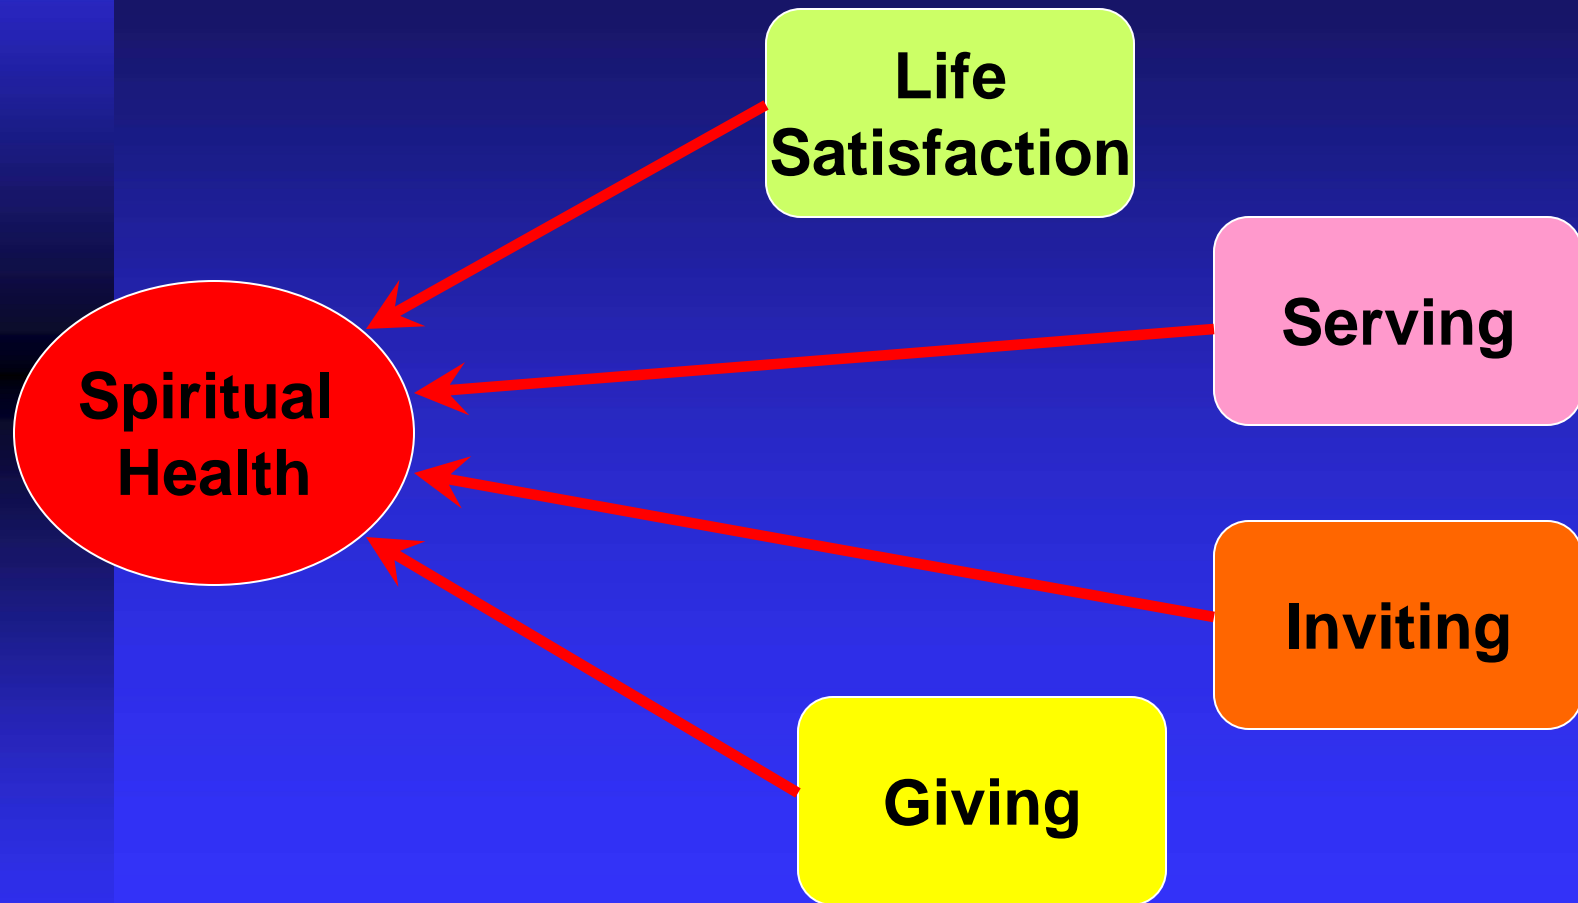 Life
Satisfaction
Serving
Spiritual
Health
Inviting
Giving